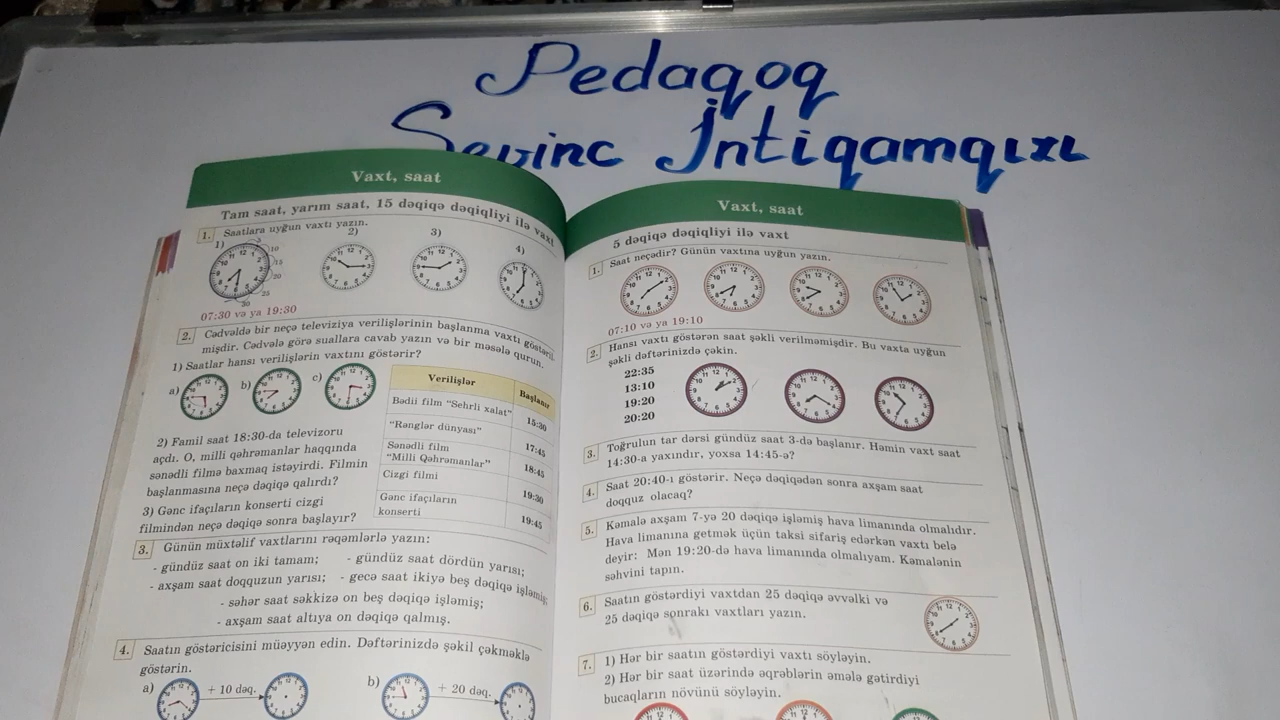 Pedaqoq
Sevinc İntiqamqızı
Vaxt, saat
Tam saat, yarım saat, 15 dəqiqə dəqiqliyi ilə vaxt
1. Saatlara uyğun vaxtı yazın.
1) 2) 3) 4)
07:30 və ya 19:30
2. Cədvəldə bir neçə televiziya verilişlərinin başlanma vaxtı göstəril-
mişdir. Cədvələ görə suallara cavab yazın və bir məsələ qurun.
1) Saatlar hansı verilişlərin vaxtını göstərir?
a) b) c)
Verilişlər Başlanır
Bədii film “Sehrli xalat” 15:30
“Rənglər dünyası” 17:45
Sənədli film
“Milli Qəhrəmanlar” 18:45
Cizgi filmi 19:30
Gənc ifaçıların
konserti 19:45
2) Famil saat 18:30-da televizoru
açdı. O, milli qəhrəmanlar haqqında
sənədli filmə baxmaq istəyirdi. Filmin
başlanmasına neçə dəqiqə qalırdı?
3) Gənc ifaçıların konserti cizgi
filmindən neçə dəqiqə sonra başlayır?
3. Günün müxtəlif vaxtlarını rəqəmlərlə yazın:
- gündüz saat on iki tamam; - gündüz saat dördün yarısı;
- axşam saat doqquzun yarısı; - gecə saat ikiyə beş dəqiqə işləmiş;
- səhər saat səkkizə on beş dəqiqə işləmiş;
- axşam saat altıya on dəqiqə qalmış.
4. Saatın göstəricisini müəyyən edin. Dəftərinizdə şəkil çəkməklə
göstərin.
a) + 10 dəq. b) + 20 dəq.
Vaxt, saat
5 dəqiqə dəqiqliyi ilə vaxt
1. Saat neçədir? Günün vaxtına uyğun yazın.
07:10 və ya 19:10
2. Hansı vaxtı göstərən saat şəkli verilməmişdir. Bu vaxta uyğun
şəkli dəftərinizdə çəkin.
22:35
13:10
19:20
20:20
3. Toğrulun tar dərsi gündüz saat 3-də başlanır. Həmin vaxt saat
14:30-a yaxındır, yoxsa 14:45-ə?
4. Saat 20:40-ı göstərir. Neçə dəqiqədən sonra axşam saat
doqquz olacaq?
5. Kəmalə axşam 7-yə 20 dəqiqə işləmiş hava limanında olmalıdır.
Hava limanına getmək üçün taksi sifariş edərkən vaxtı belə
deyir: Mən 19:20-də hava limanında olmalıyam. Kəmalənin
səhvini tapın.
6. Saatın göstərdiyi vaxtdan 25 dəqiqə əvvəlki və
25 dəqiqə sonrakı vaxtları yazın.
7. 1) Hər bir saatın göstərdiyi vaxtı söyləyin.
2) Hər bir saat üzərində əqrəblərin əmələ gətirdiyi
bucaqların növünü söyləyin.